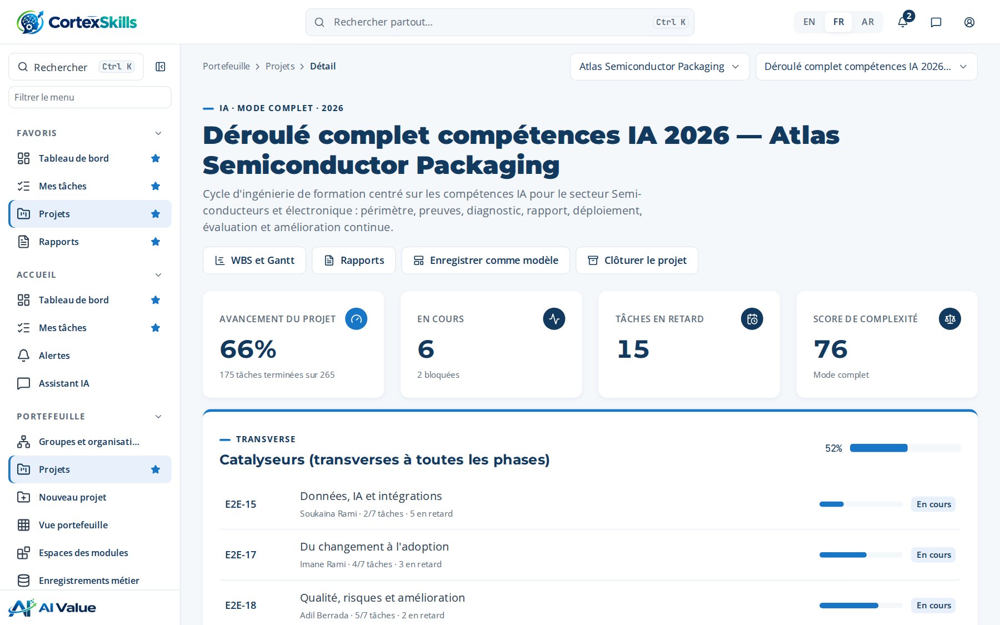 CortexSkills
Rechercher partout...
Ctrl K
EN FR AR
2
Rechercher
Ctrl K
Filtrer le menu
FAVORIS
Tableau de bord
Mes tâches
Projets
Rapports
ACCUEIL
Tableau de bord
Mes tâches
Alertes
Assistant IA
PORTEFEUILLE
Groupes et organisati...
Projets
Nouveau projet
Vue portefeuille
Espaces des modules
Enregistrements métier
AI Value
Portefeuille > Projets > Détail
Atlas Semiconductor Packaging
Déroulé complet compétences IA 2026...
IA · MODE COMPLET · 2026
Déroulé complet compétences IA 2026 — Atlas
Semiconductor Packaging
Cycle d'ingénierie de formation centré sur les compétences IA pour le secteur Semi-
conducteurs et électronique : périmètre, preuves, diagnostic, rapport, déploiement,
évaluation et amélioration continue.
WBS et Gantt
Rapports
Enregistrer comme modèle
Clôturer le projet
AVANCEMENT DU PROJET
66%
175 tâches terminées sur 265
EN COURS
6
2 bloquées
TÂCHES EN RETARD
15
SCORE DE COMPLEXITÉ
76
Mode complet
TRANSVERSE
Catalyseurs (transverses à toutes les phases)
52%
E2E-15
Données, IA et intégrations
Soukaina Rami · 2/7 tâches · 5 en retard
En cours
E2E-17
Du changement à l'adoption
Imane Rami · 4/7 tâches · 3 en retard
En cours
E2E-18
Qualité, risques et amélioration
Adil Berrada · 5/7 tâches · 2 en retard
En cours